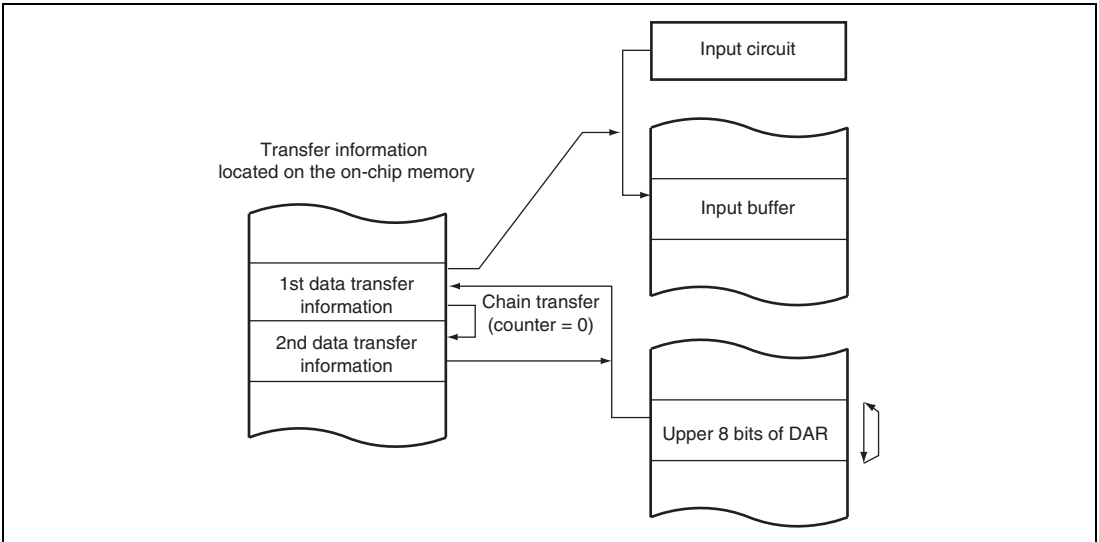 Input circuit
Transfer information
located on the on-chip memory
Input buffer
1st data transfer
information
Chain transfer
(counter = 0)
2nd data transfer
information
Upper 8 bits of DAR